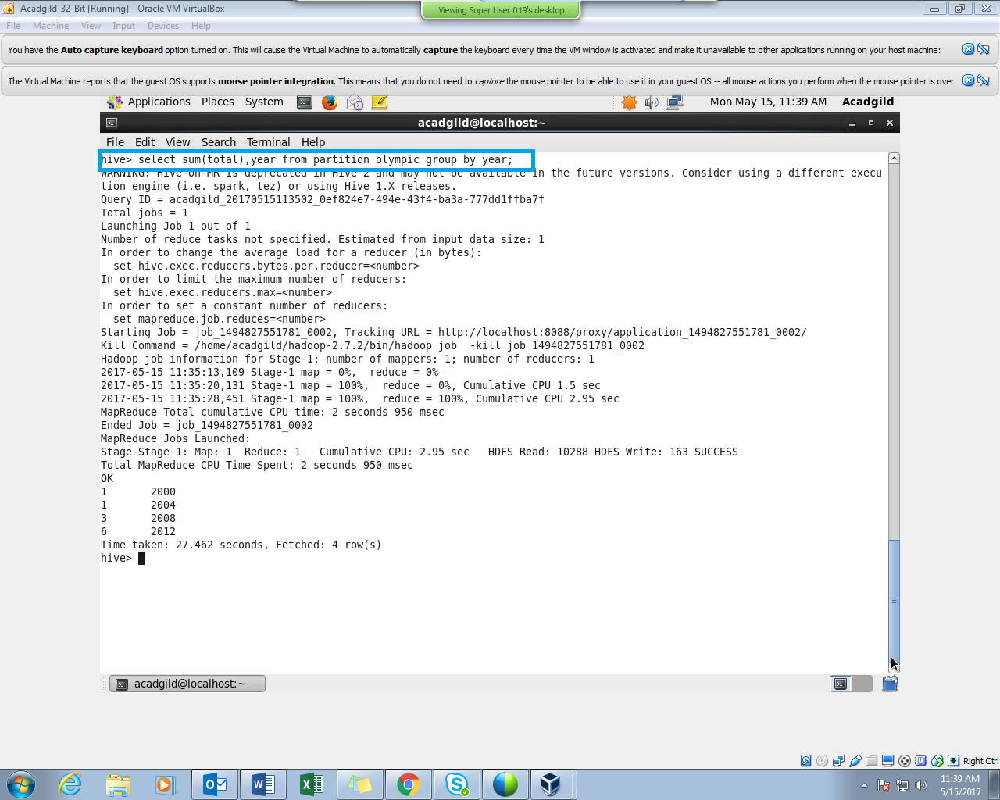 Acadgild_32_Bit [Running] - Oracle VM VirtualBox
Viewing Super User 019's desktop
File Machine View Input Devices Help
You have the Auto capture keyboard option turned on. This will cause the Virtual Machine to automatically capture the keyboard every time the VM window is activated and make it unavailable to other applications running on your host machine:
The Virtual Machine reports that the guest OS supports mouse pointer integration. This means that you do not need to capture the mouse pointer to be able to use it in your guest OS -- all mouse actions you perform when the mouse pointer is over
Applications Places System Mon May 15, 11:39 AM Acadgild
acadgild@localhost:~
File Edit View Search Terminal Help
hive> select sum(total),year from partition_olympic group by year;
WARNING: Hive-on-MR is deprecated in Hive 2 and may not be available in the future versions. Consider using a different execu
tion engine (i.e. spark, tez) or using Hive 1.X releases.
Query ID = acadgild_20170515113502_0ef824e7-494e-43f4-ba3a-777dd1ffba7f
Total jobs = 1
Launching Job 1 out of 1
Number of reduce tasks not specified. Estimated from input data size: 1
In order to change the average load for a reducer (in bytes):
  set hive.exec.reducers.bytes.per.reducer=<number>
In order to limit the maximum number of reducers:
  set hive.exec.reducers.max=<number>
In order to set a constant number of reducers:
  set mapreduce.job.reduces=<number>
Starting Job = job_1494827551781_0002, Tracking URL = http://localhost:8088/proxy/application_1494827551781_0002/
Kill Command = /home/acadgild/hadoop-2.7.2/bin/hadoop job  -kill job_1494827551781_0002
Hadoop job information for Stage-1: number of mappers: 1; number of reducers: 1
2017-05-15 11:35:13,109 Stage-1 map = 0%,  reduce = 0%
2017-05-15 11:35:20,131 Stage-1 map = 100%,  reduce = 0%, Cumulative CPU 1.5 sec
2017-05-15 11:35:28,451 Stage-1 map = 100%,  reduce = 100%, Cumulative CPU 2.95 sec
MapReduce Total cumulative CPU time: 2 seconds 950 msec
Ended Job = job_1494827551781_0002
MapReduce Jobs Launched:
Stage-Stage-1: Map: 1  Reduce: 1   Cumulative CPU: 2.95 sec   HDFS Read: 10288 HDFS Write: 163 SUCCESS
Total MapReduce CPU Time Spent: 2 seconds 950 msec
OK
1       2000
1       2004
3       2008
6       2012
Time taken: 27.462 seconds, Fetched: 4 row(s)
hive>
acadgild@localhost:~
Right Ctrl
11:39 AM
5/15/2017